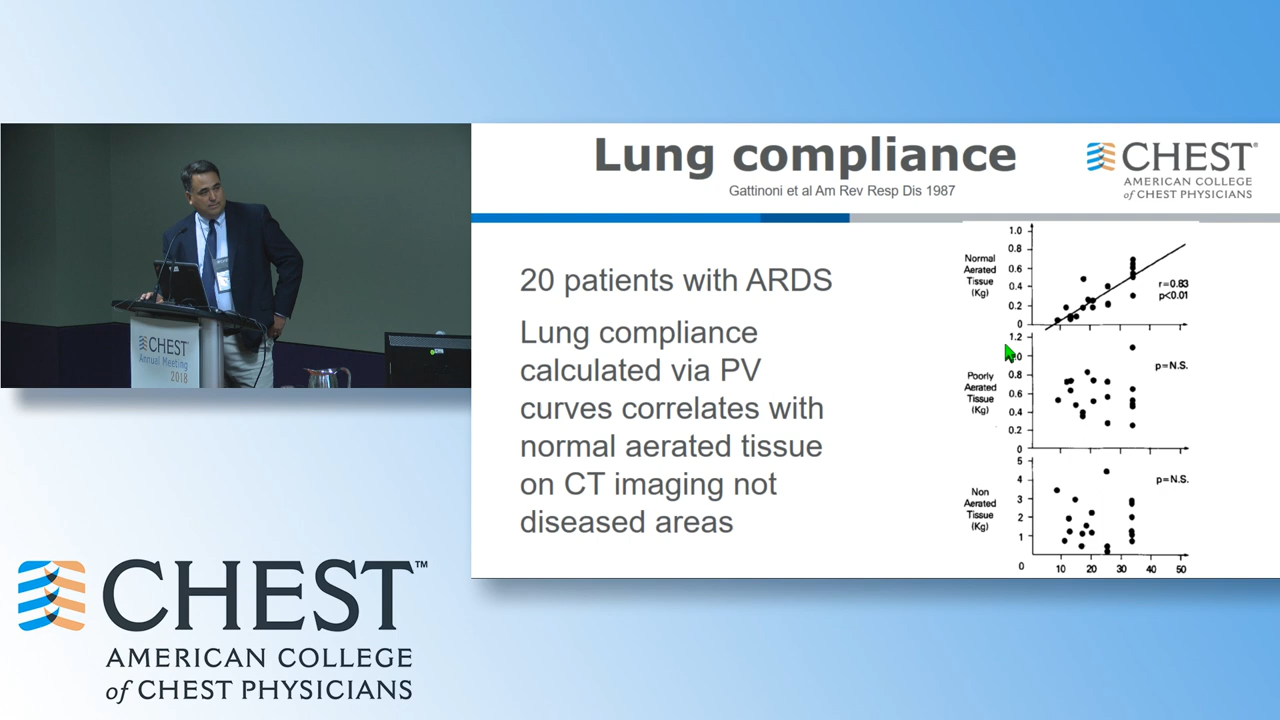 Lung compliance
Gattinoni et al Am Rev Resp Dis 1987
CHEST®
AMERICAN COLLEGE
of CHEST PHYSICIANS
20 patients with ARDS
Lung compliance
calculated via PV
curves correlates with
normal aerated tissue
on CT imaging not
diseased areas
Normal
Aerated
Tissue
(Kg)
1.0
0.8
0.6
0.4
0.2
0
r=0.83
p<0.01
Poorly
Aerated
Tissue
(Kg)
1.2
0.8
0.6
0.4
0.2
0
p=N.S.
Non
Aerated
Tissue
(Kg)
5
4
3
2
1
p=N.S.
0 10 20 30 40 50
CHEST
Annual Meeting
2018
CHEST™
AMERICAN COLLEGE
of CHEST PHYSICIANS